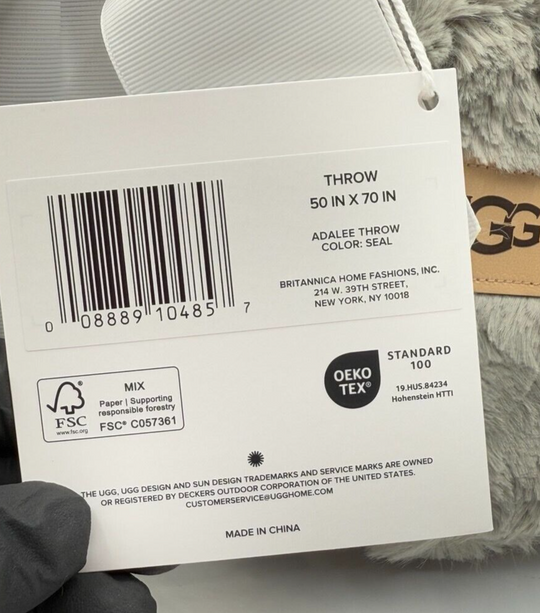 THROW
50 IN X 70 IN
ADALEE THROW
COLOR: SEAL
BRITANNICA HOME FASHIONS, INC.
214 W. 39TH STREET,
NEW YORK, NY 10018
0 08889 10485 7
FSC
www.fsc.org
MIX
Paper | Supporting
responsible forestry
FSC® C057361
OEKO
TEX®
STANDARD
100
19.HUS.84234
Hohenstein HTTI
THE UGG, UGG DESIGN AND SUN DESIGN TRADEMARKS AND SERVICE MARKS ARE OWNED
OR REGISTERED BY DECKERS OUTDOOR CORPORATION OF THE UNITED STATES.
CUSTOMERSERVICE@UGGHOME.COM
MADE IN CHINA